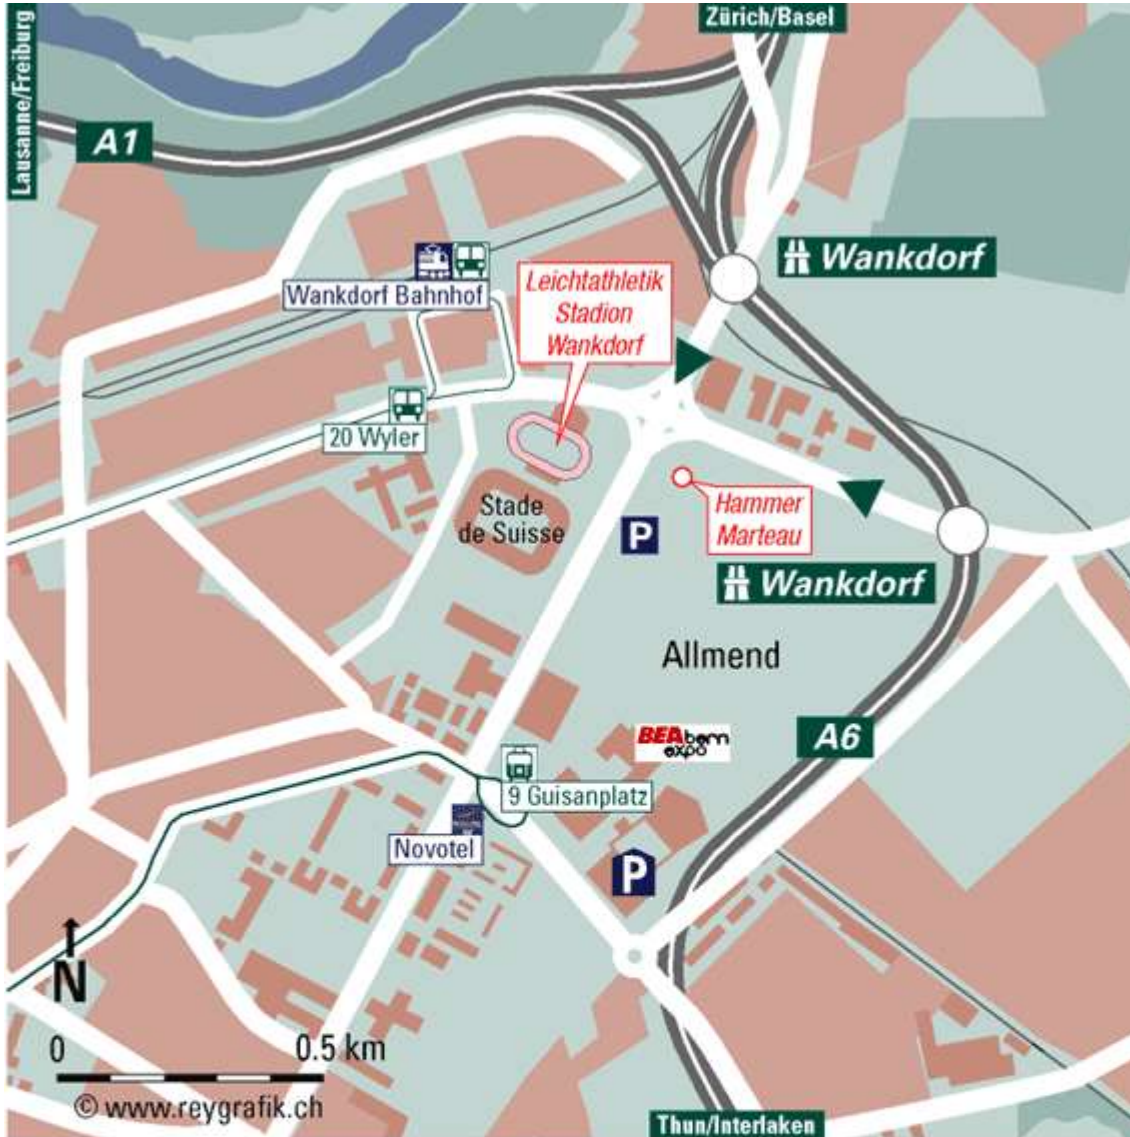 Zürich/Basel
Lausanne/Freiburg
A1
Wankdorf
Wankdorf Bahnhof
Leichtathletik
Stadion
Wankdorf
20 Wyler
Stade
de Suisse
Hammer
Marteau
P
Wankdorf
Allmend
A6
BEA bern
expo
9 Guisanplatz
Novotel
P
N
0 0.5 km
© www.reygrafik.ch
Thun/Interlaken